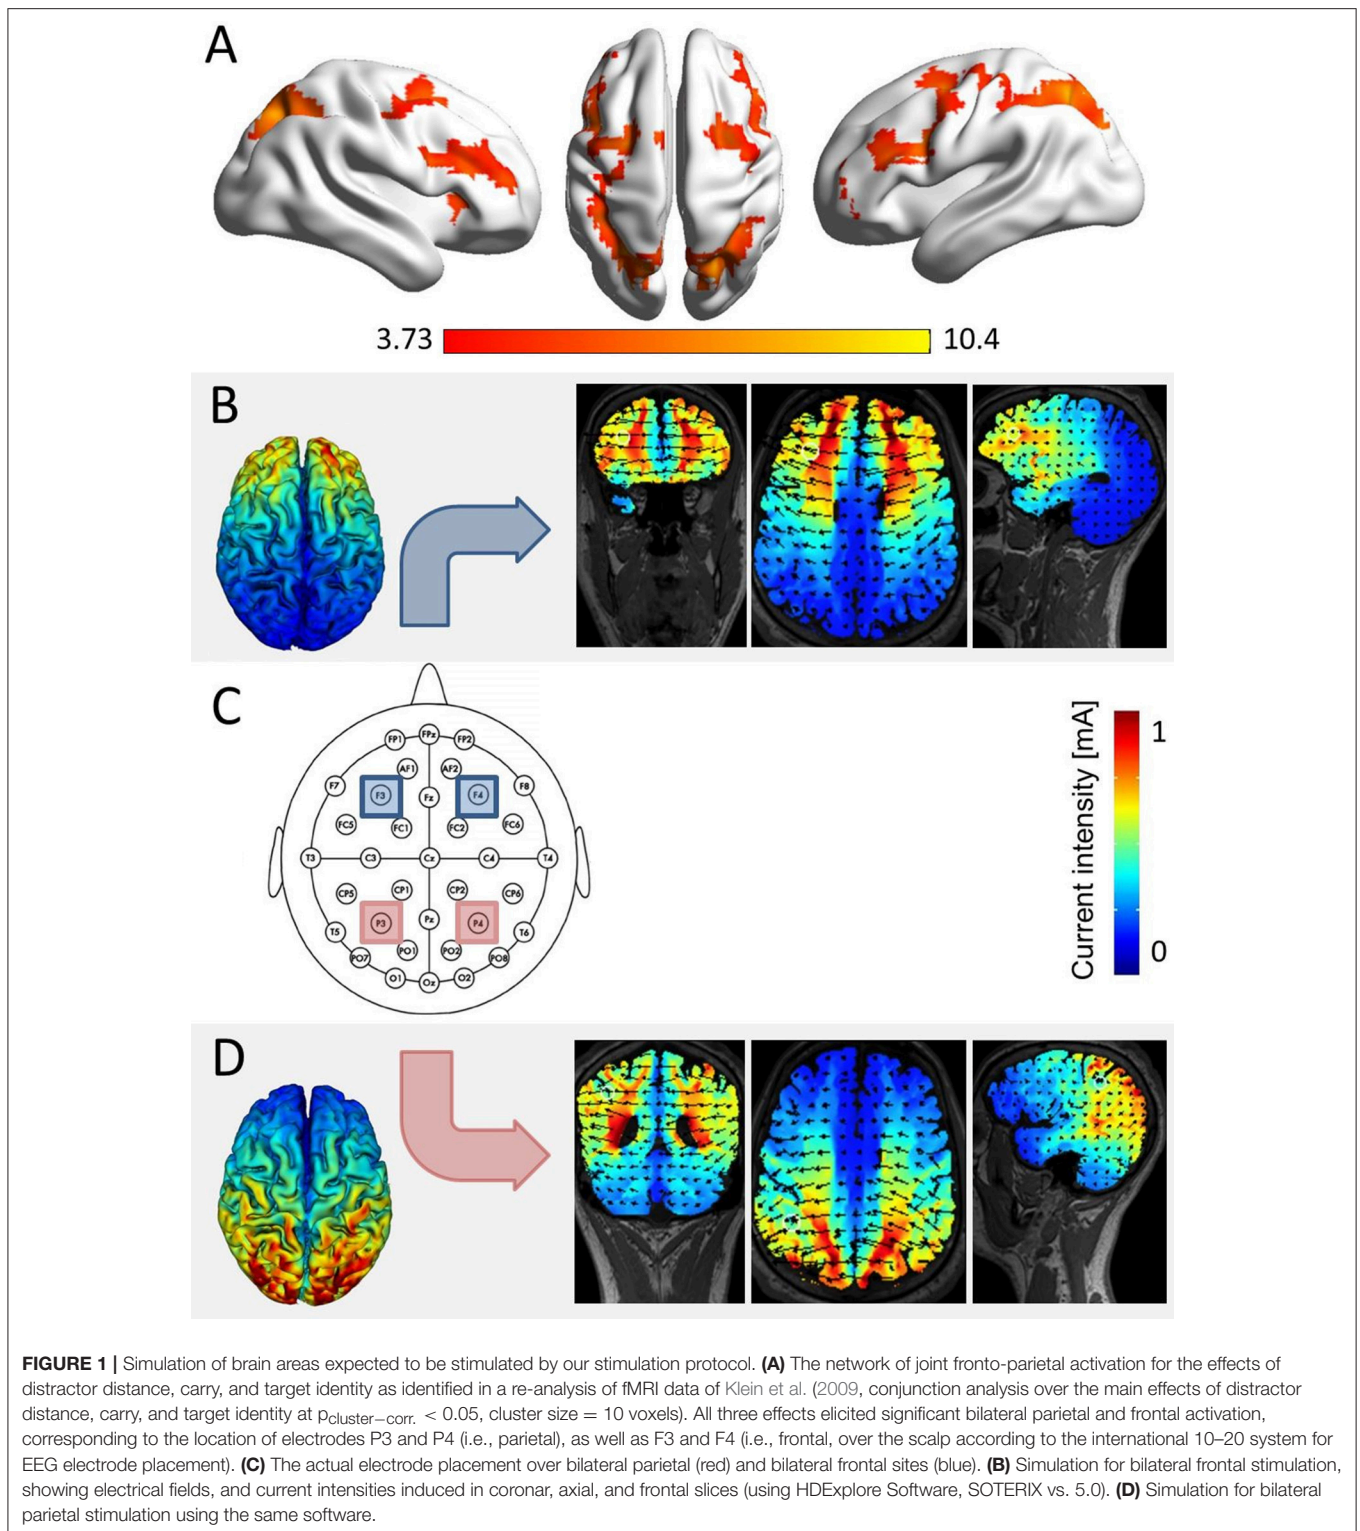 A
3.73
10.4
B
C
FPz
FP1
FP2
AF1
AF2
F7
F3
Fz
F4
F8
FC5
FC1
FC2
FC6
T3
C3
Cz
C4
T4
CP5
CP1
CP2
CP6
P3
Pz
P4
T5
T6
PO7
PO1
PO2
PO8
O1
Oz
O2
Current intensity [mA]
1
0
D
FIGURE 1 | Simulation of brain areas expected to be stimulated by our stimulation protocol. (A) The network of joint fronto-parietal activation for the effects of
distractor distance, carry, and target identity as identified in a re-analysis of fMRI data of Klein et al. (2009, conjunction analysis over the main effects of distractor
distance, carry, and target identity at pcluster−corr. < 0.05, cluster size = 10 voxels). All three effects elicited significant bilateral parietal and frontal activation,
corresponding to the location of electrodes P3 and P4 (i.e., parietal), as well as F3 and F4 (i.e., frontal, over the scalp according to the international 10–20 system for
EEG electrode placement). (C) The actual electrode placement over bilateral parietal (red) and bilateral frontal sites (blue). (B) Simulation for bilateral frontal stimulation,
showing electrical fields, and current intensities induced in coronar, axial, and frontal slices (using HDExplore Software, SOTERIX vs. 5.0). (D) Simulation for bilateral
parietal stimulation using the same software.